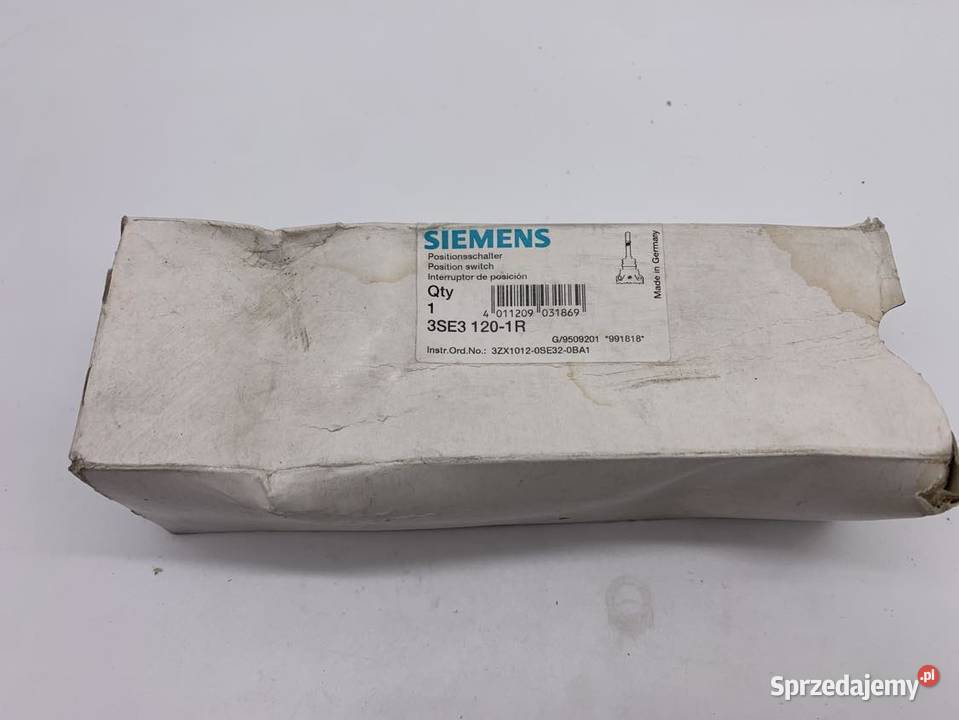 SIEMENS
Positionsschalter
Position switch
Interruptor de posición
Qty
1
4 011209 031869
3SE3 120-1R
G/9509201 *991818*
Instr.Ord.No.: 3ZX1012-0SE32-0BA1
Made in Germany
Sprzedajemy.pl